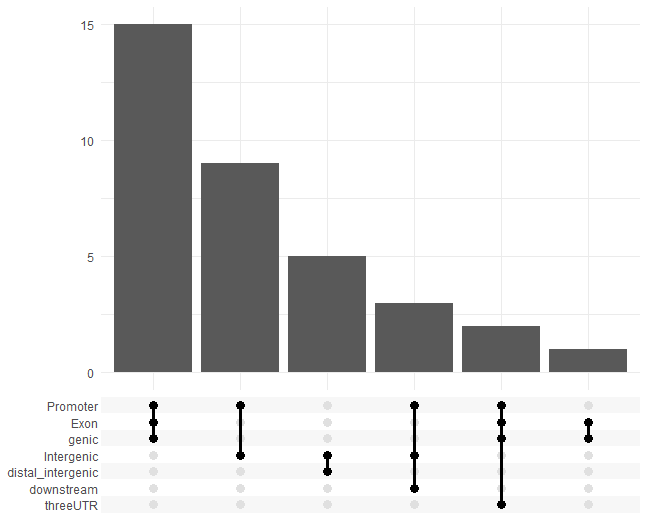 15
10
5
0
Promoter
Exon
genic
Intergenic
distal_intergenic
downstream
threeUTR